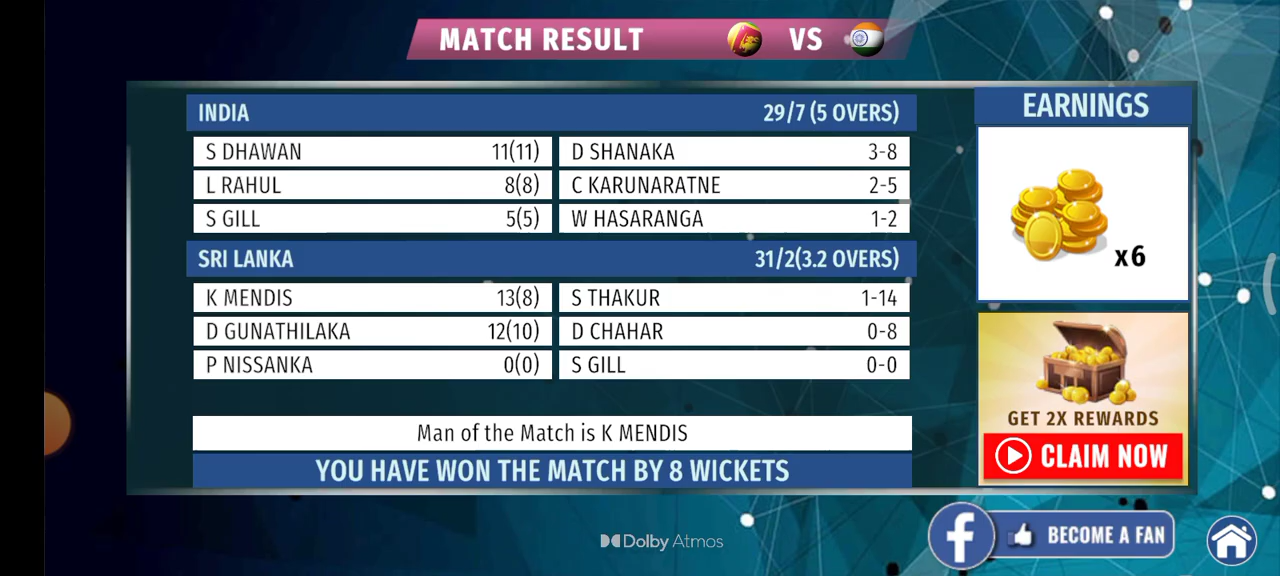 MATCH RESULT VS
INDIA 29/7 (5 OVERS)
S DHAWAN 11(11) D SHANAKA 3-8
L RAHUL 8(8) C KARUNARATNE 2-5
S GILL 5(5) W HASARANGA 1-2
SRI LANKA 31/2(3.2 OVERS)
K MENDIS 13(8) S THAKUR 1-14
D GUNATHILAKA 12(10) D CHAHAR 0-8
P NISSANKA 0(0) S GILL 0-0
Man of the Match is K MENDIS
YOU HAVE WON THE MATCH BY 8 WICKETS
EARNINGS
x6
GET 2X REWARDS
CLAIM NOW
Dolby Atmos
f BECOME A FAN